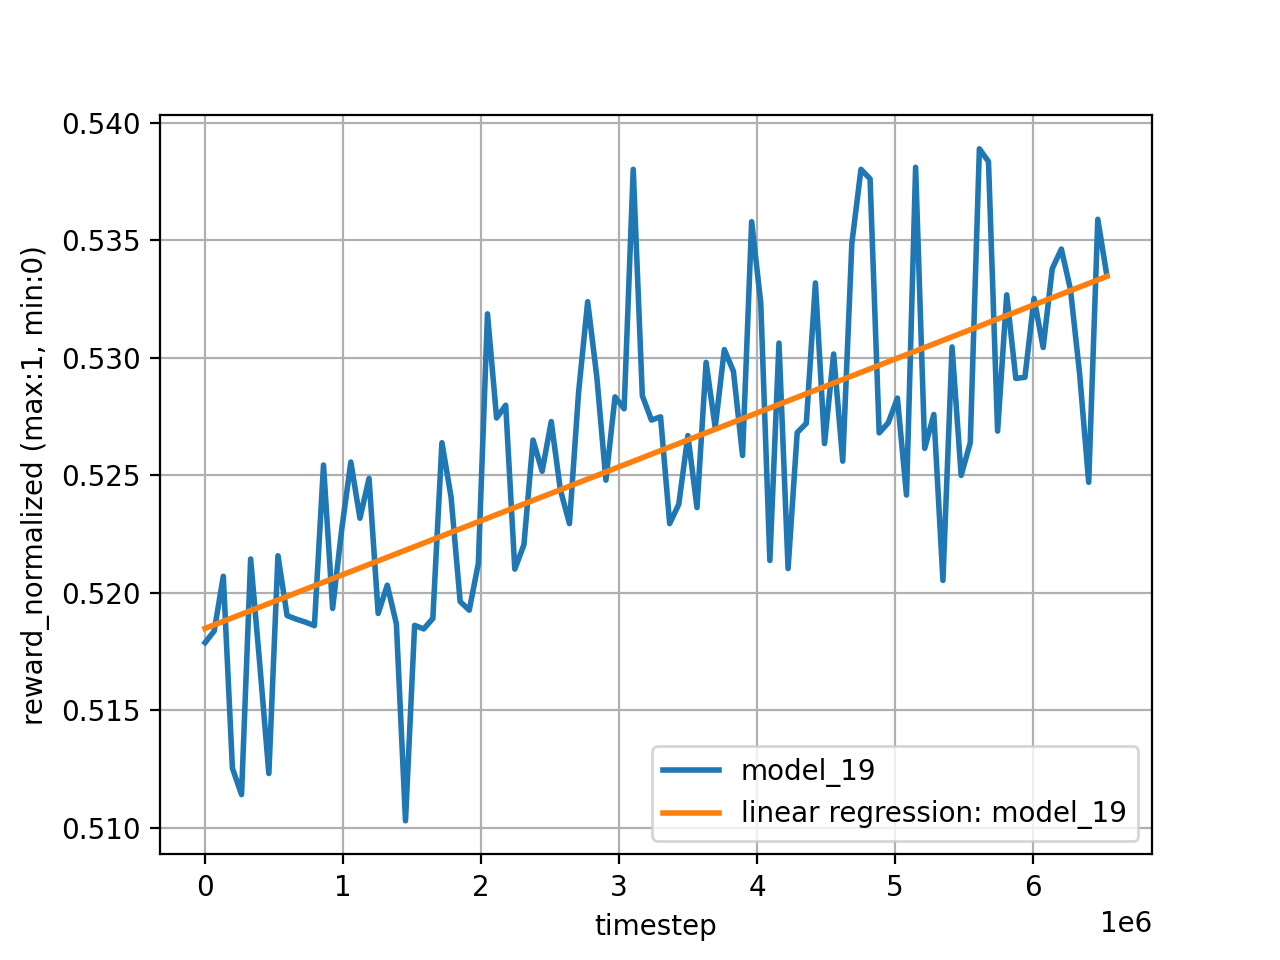 0.540
0.535
0.530
0.525
0.520
0.515
0.510
reward_normalized (max:1, min:0)
model_19
linear regression: model_19
0 1 2 3 4 5 6
1e6
timestep